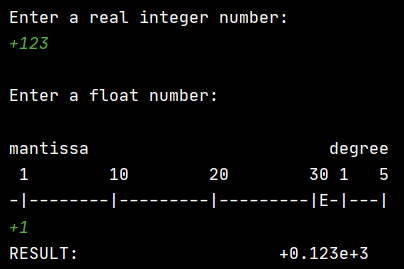 Enter a real integer number:
+123
Enter a float number:
mantissa                        degree
 1        10        20        30 1   5
-|--------|---------|---------|E-|---|
+1
RESULT:                    +0.123e+3